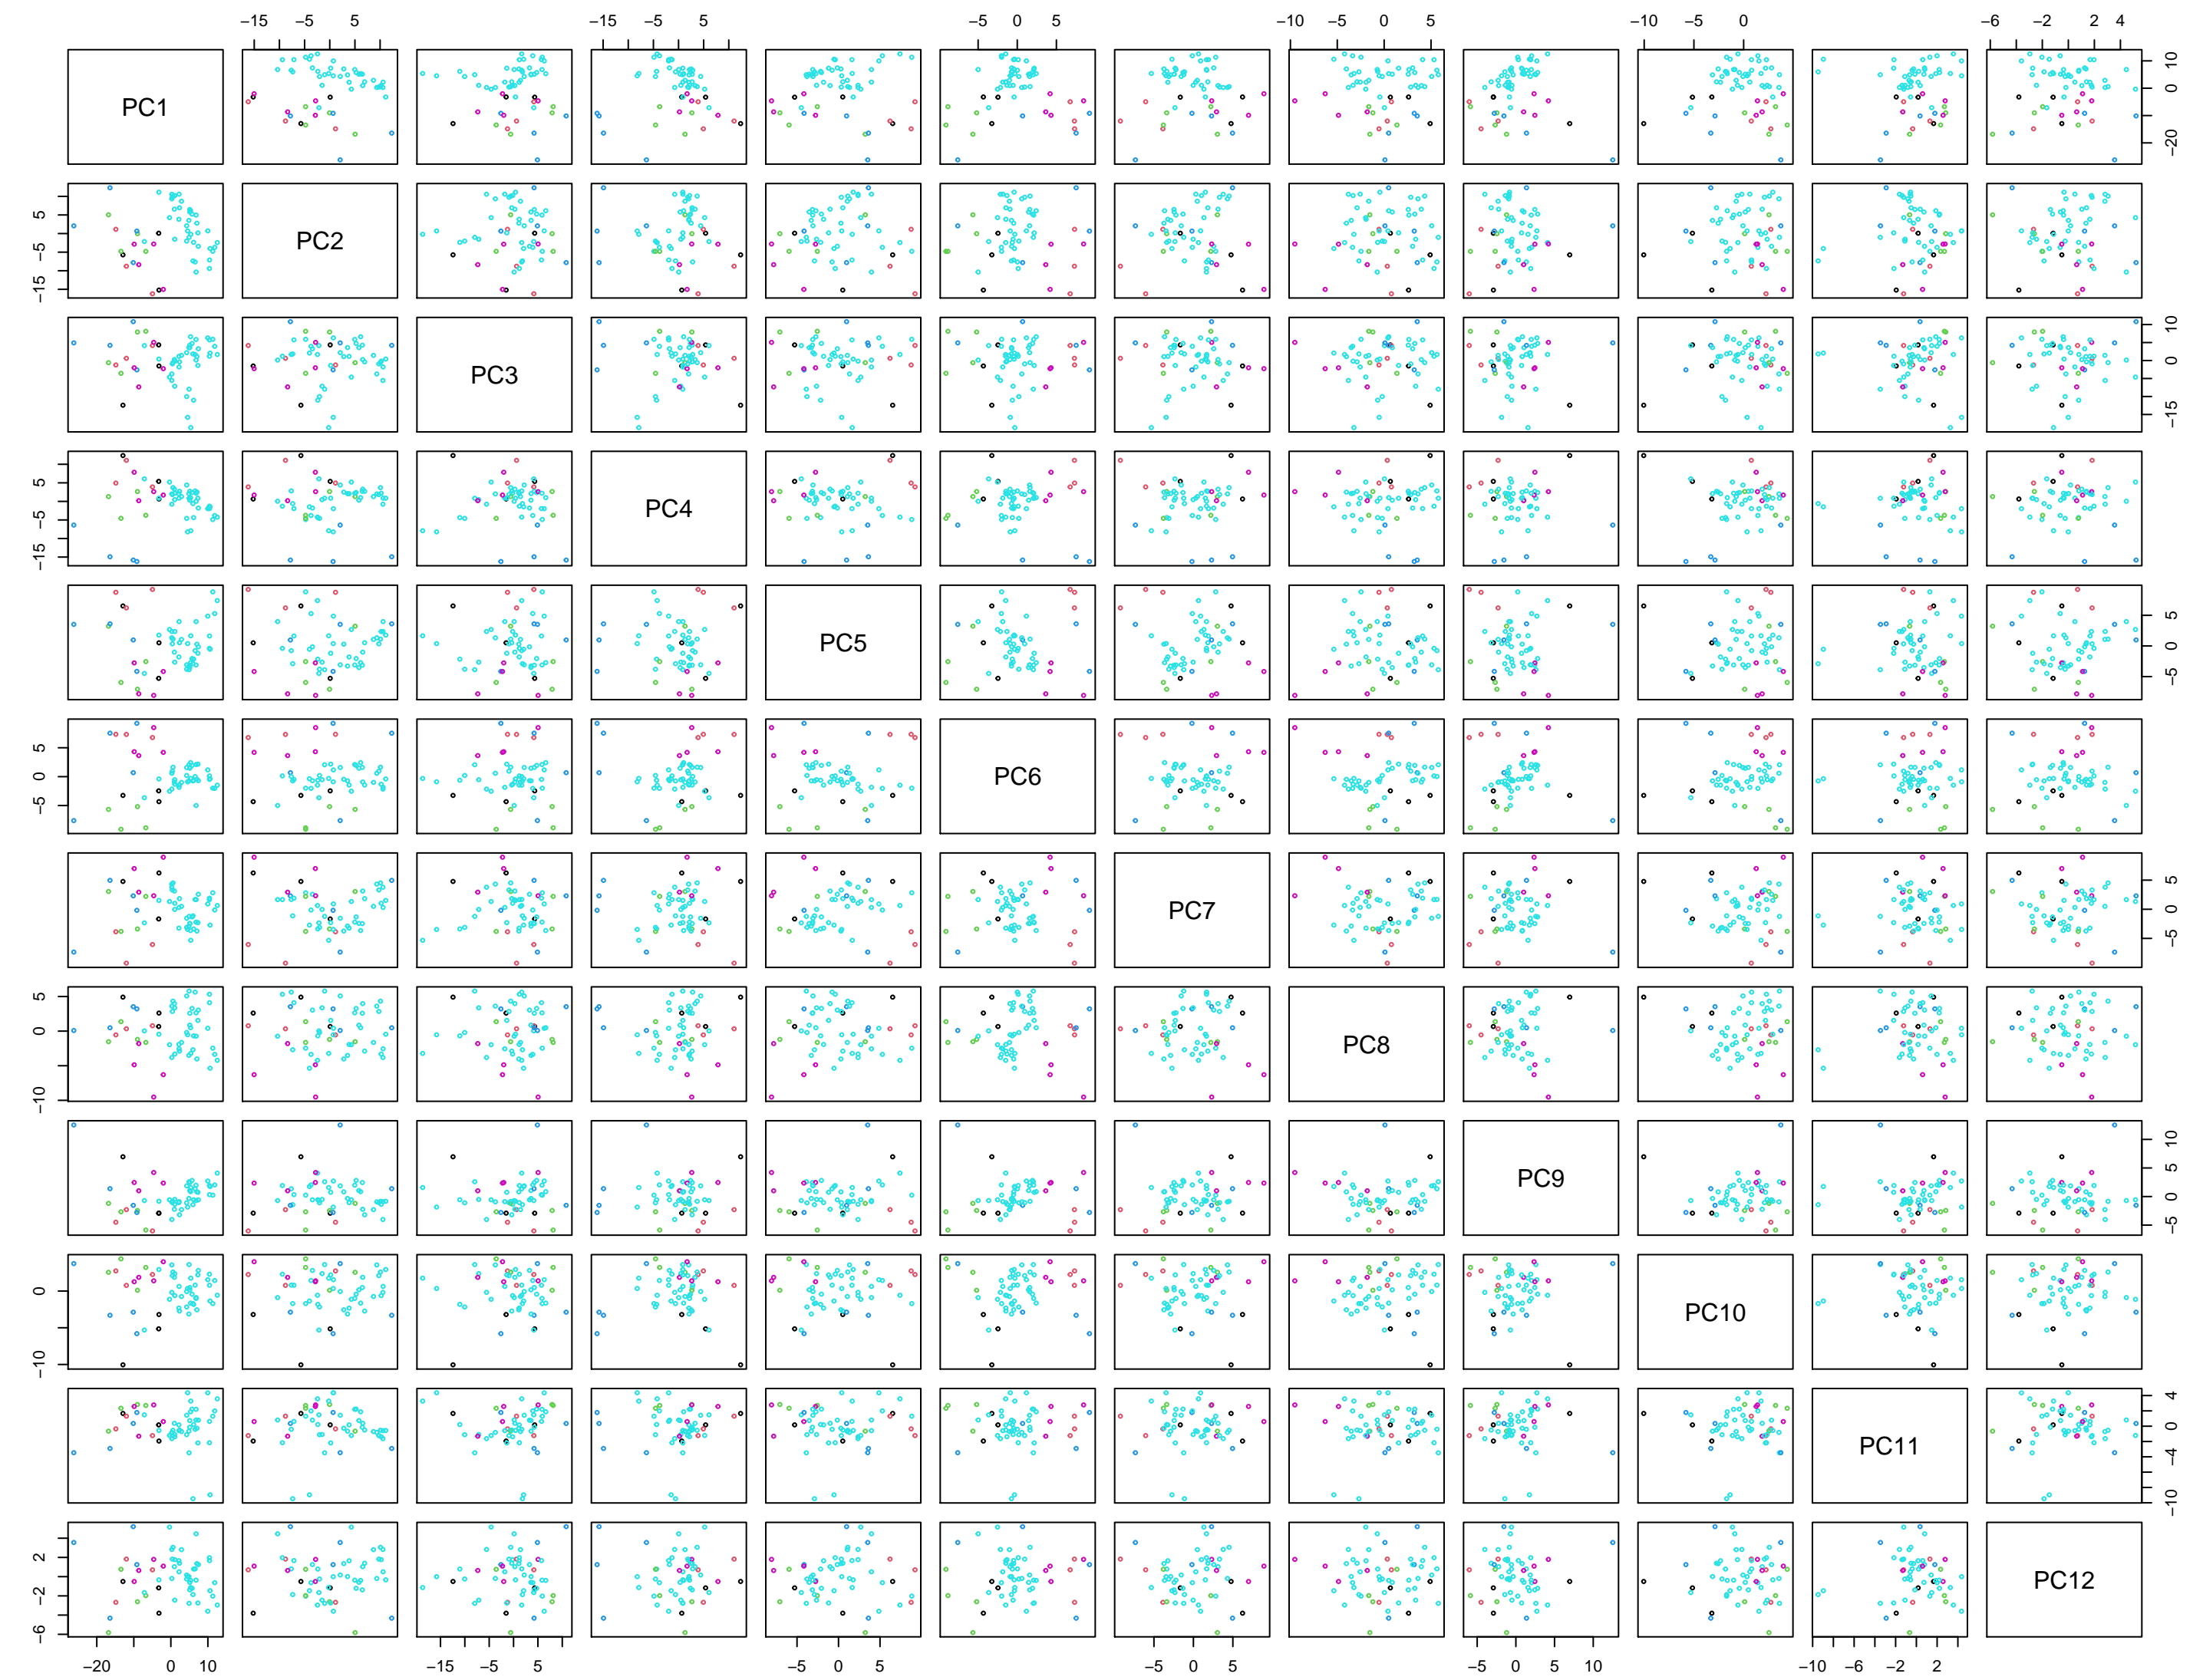 −15 −5 5 −15 −5 5 −5 0 5 −10 −5 0 5 −10 −5 0 −6 −2 2 4
PC1 −20 0 10
−15 −5 5 PC2
PC3 −15 0 10
−15 −5 5 PC4
PC5 −5 0 5
−5 0 5 PC6
PC7 −5 0 5
−10 0 5 PC8
PC9 −5 0 5 10
−10 0 PC10
PC11 −10 −4 0 4
−6 −2 2 PC12
−20 0 10 −15 −5 5 −5 0 5 −5 0 5 −5 0 5 10 −10 −6 −2 2